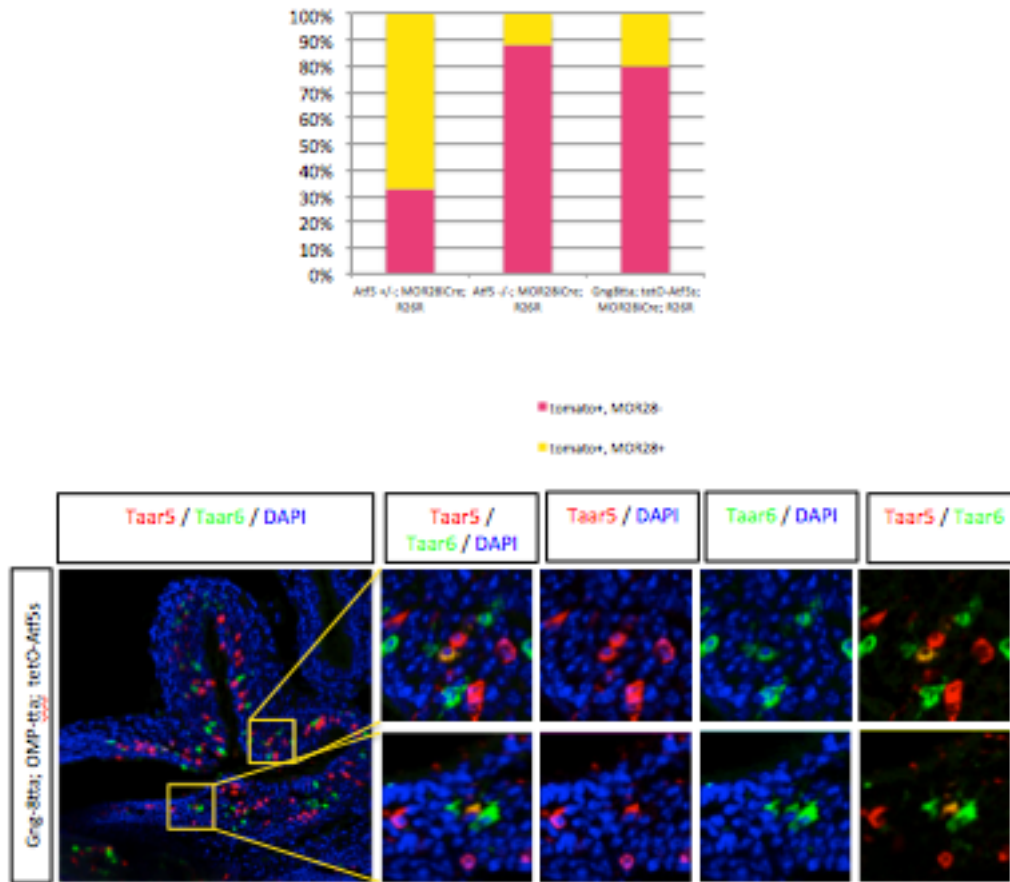 100%
90%
80%
70%
60%
50%
40%
30%
20%
10%
0%
Atf5 +/-; MOR28iCre;
R26R
Atf5 -/-; MOR28iCre;
R26R
Gng8tta; tetO-Atf5s;
MOR28iCre; R26R
tomato+, MOR28-
tomato+, MOR28+
Taar5 / Taar6 / DAPI
Taar5 /
Taar6 / DAPI
Taar5 / DAPI
Taar6 / DAPI
Taar5 / Taar6
Gng-8tta; OMP-tta; tetO-Atf5s